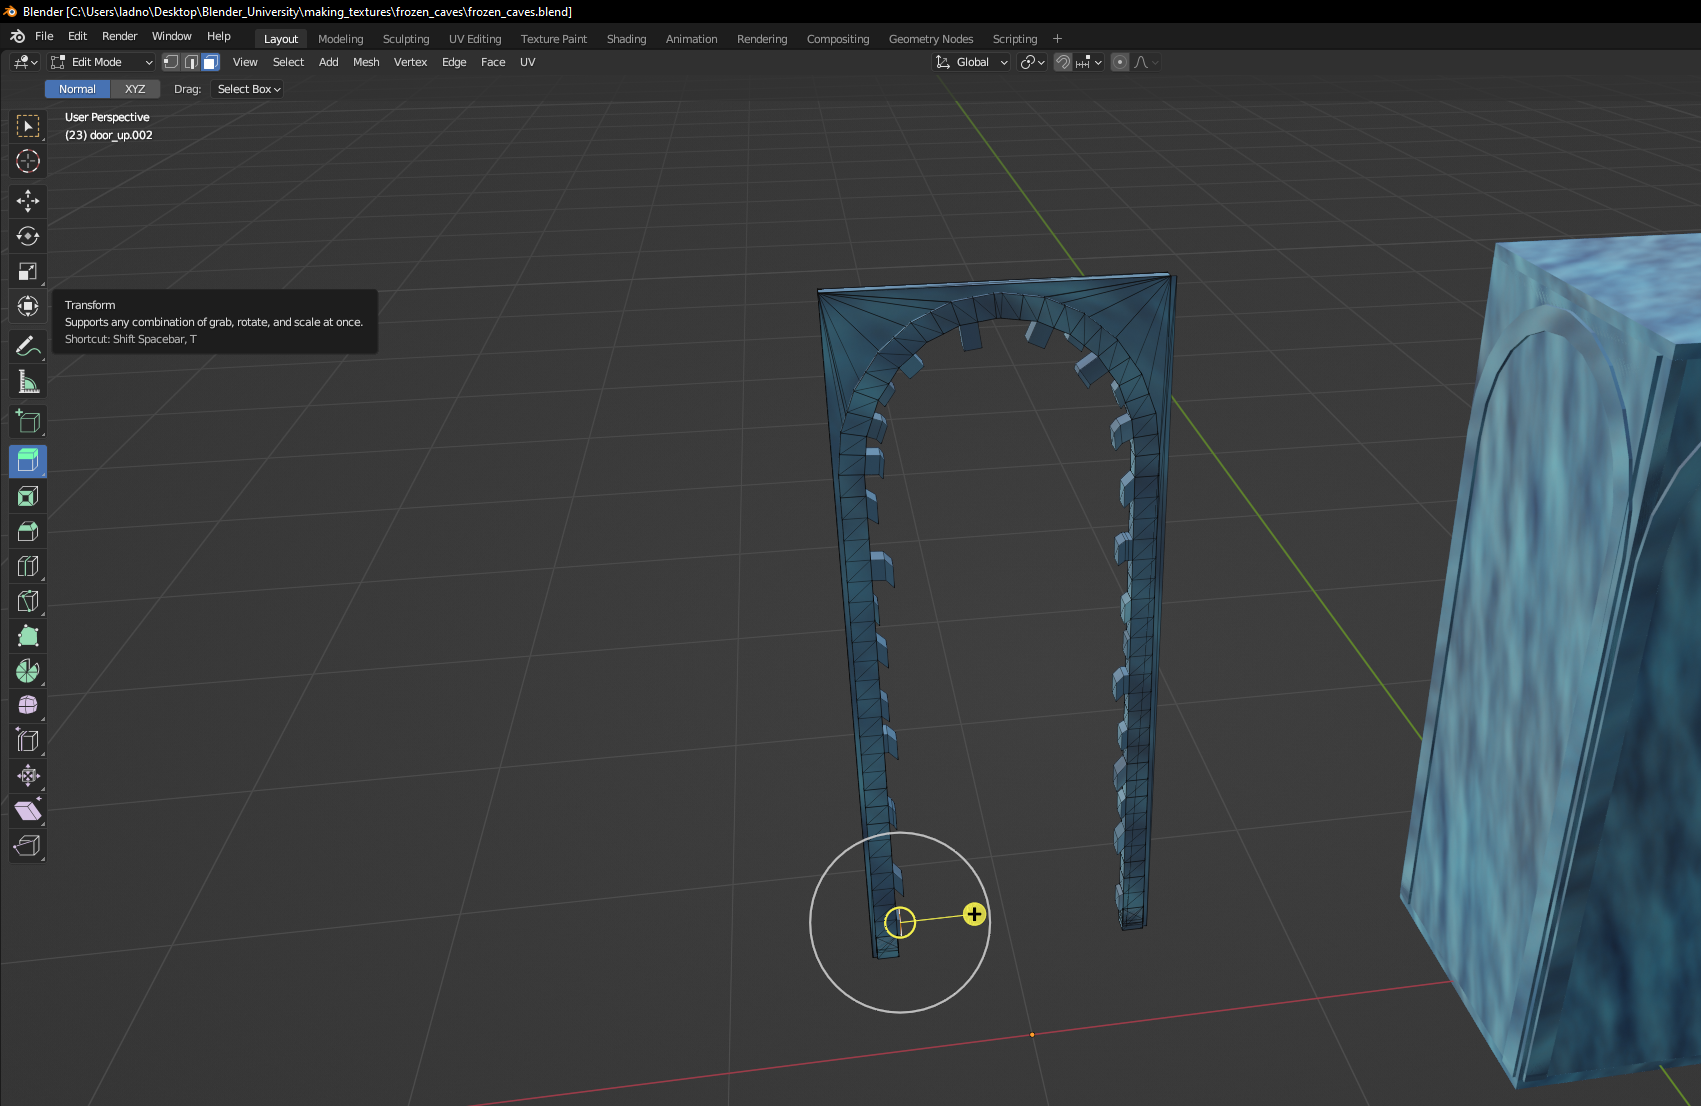 Blender [C:\Users\ladno\Desktop\Blender_University\making_textures\frozen_caves\frozen_caves.blend]
File Edit Render Window Help Layout Modeling Sculpting UV Editing Texture Paint Shading Animation Rendering Compositing Geometry Nodes Scripting +
Edit Mode View Select Add Mesh Vertex Edge Face UV Global
Normal XYZ Drag: Select Box
User Perspective
(23) door_up.002
Transform
Supports any combination of grab, rotate, and scale at once.
Shortcut: Shift Spacebar, T